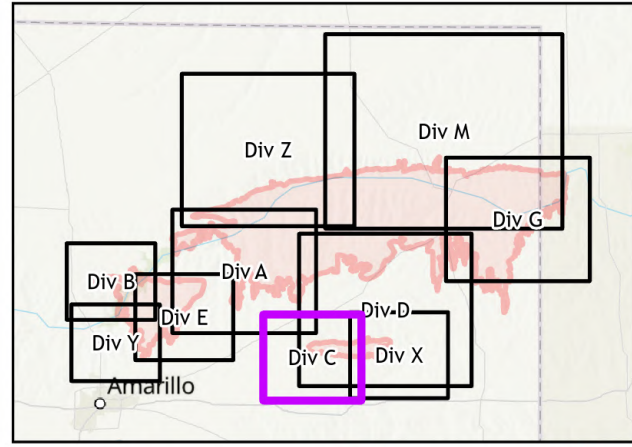 Div M
Div Z
Div G
Div A
Div B
Div D
Div E
Div Y
Div C
Div X
Amarillo